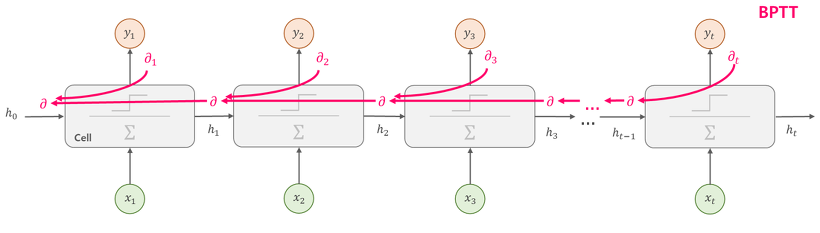 BPTT
y₁ y₂ y₃ yₜ
∂₁ ∂₂ ∂₃ ∂ₜ
∂ ∂ ∂ ∂ ... ∂
h₀ h₁ h₂ h₃ ... hₜ₋₁ hₜ
Cell Σ Σ Σ Σ
x₁ x₂ x₃ xₜ